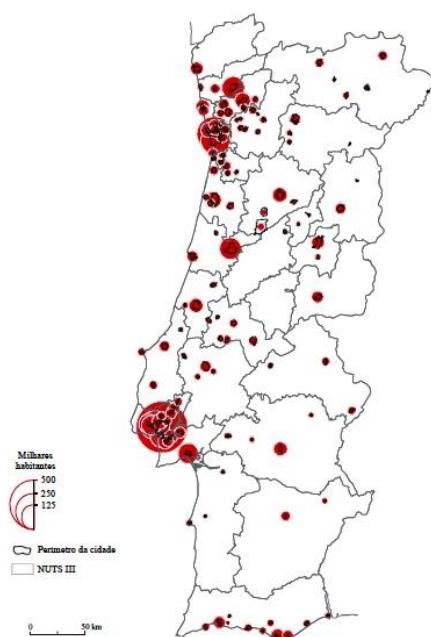 Milhares
habitantes
500
250
125
Perímetro da cidade
NUTS III
0 50 km